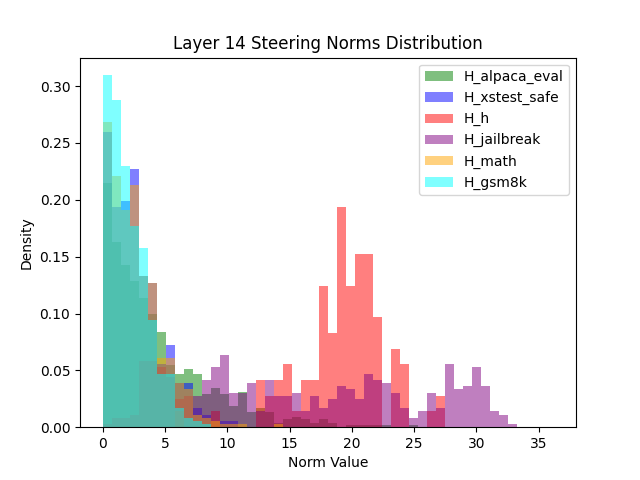 Layer 14 Steering Norms Distribution
0.30
0.25
0.20
0.15
0.10
0.05
0.00
Density
H_alpaca_eval
H_xstest_safe
H_h
H_jailbreak
H_math
H_gsm8k
0 5 10 15 20 25 30 35
Norm Value